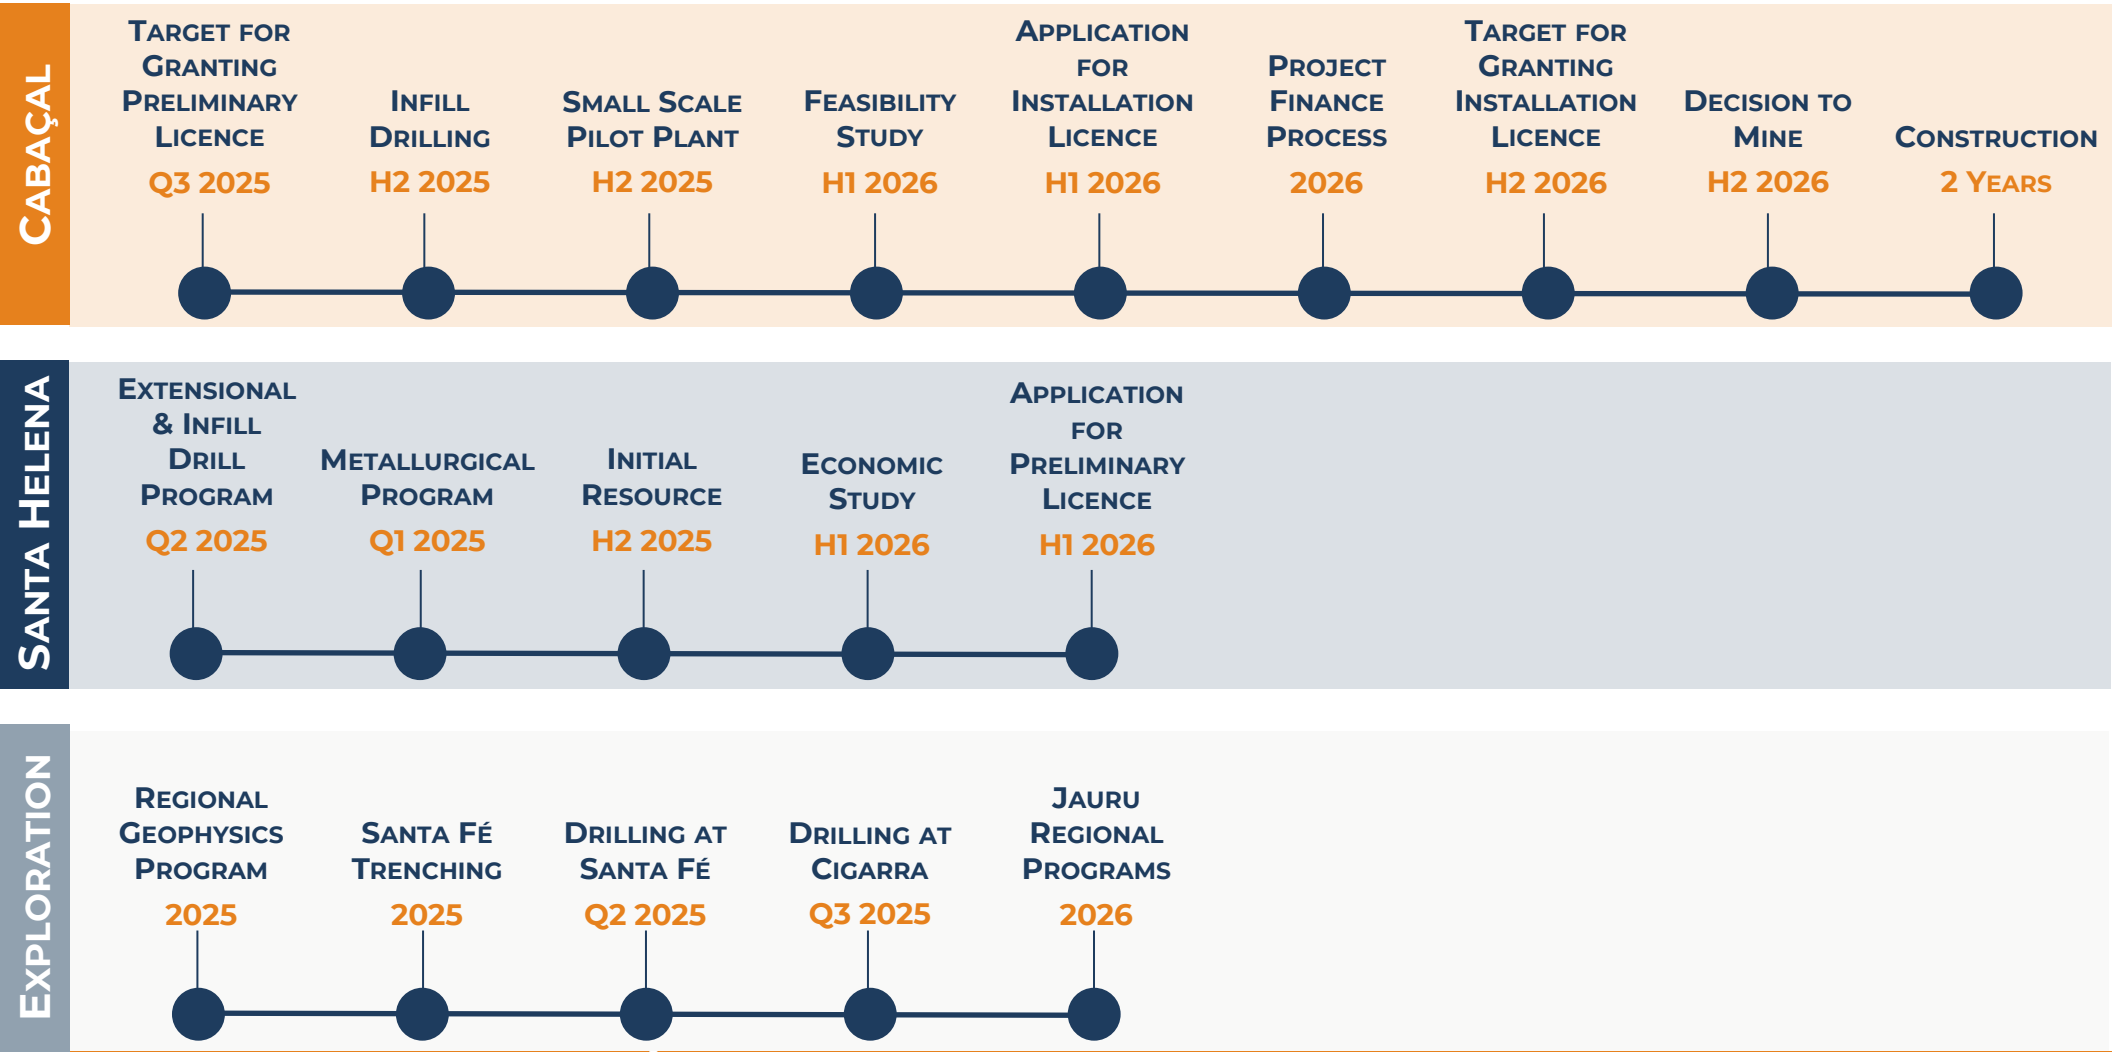 CABAÇAL
TARGET FOR
GRANTING
PRELIMINARY
LICENCE
Q3 2025
INFILL
DRILLING
H2 2025
SMALL SCALE
PILOT PLANT
H2 2025
FEASIBILITY
STUDY
H1 2026
APPLICATION
FOR
INSTALLATION
LICENCE
H1 2026
PROJECT
FINANCE
PROCESS
2026
TARGET FOR
GRANTING
INSTALLATION
LICENCE
H2 2026
DECISION TO
MINE
H2 2026
CONSTRUCTION
2 YEARS
SANTA HELENA
EXTENSIONAL
& INFILL
DRILL
PROGRAM
Q2 2025
METALLURGICAL
PROGRAM
Q1 2025
INITIAL
RESOURCE
H2 2025
ECONOMIC
STUDY
H1 2026
APPLICATION
FOR
PRELIMINARY
LICENCE
H1 2026
EXPLORATION
REGIONAL
GEOPHYSICS
PROGRAM
2025
SANTA FÉ
TRENCHING
2025
DRILLING AT
SANTA FÉ
Q2 2025
DRILLING AT
CIGARRA
Q3 2025
JAURU
REGIONAL
PROGRAMS
2026